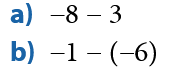 a) –8 – 3
b) –1 – (–6)